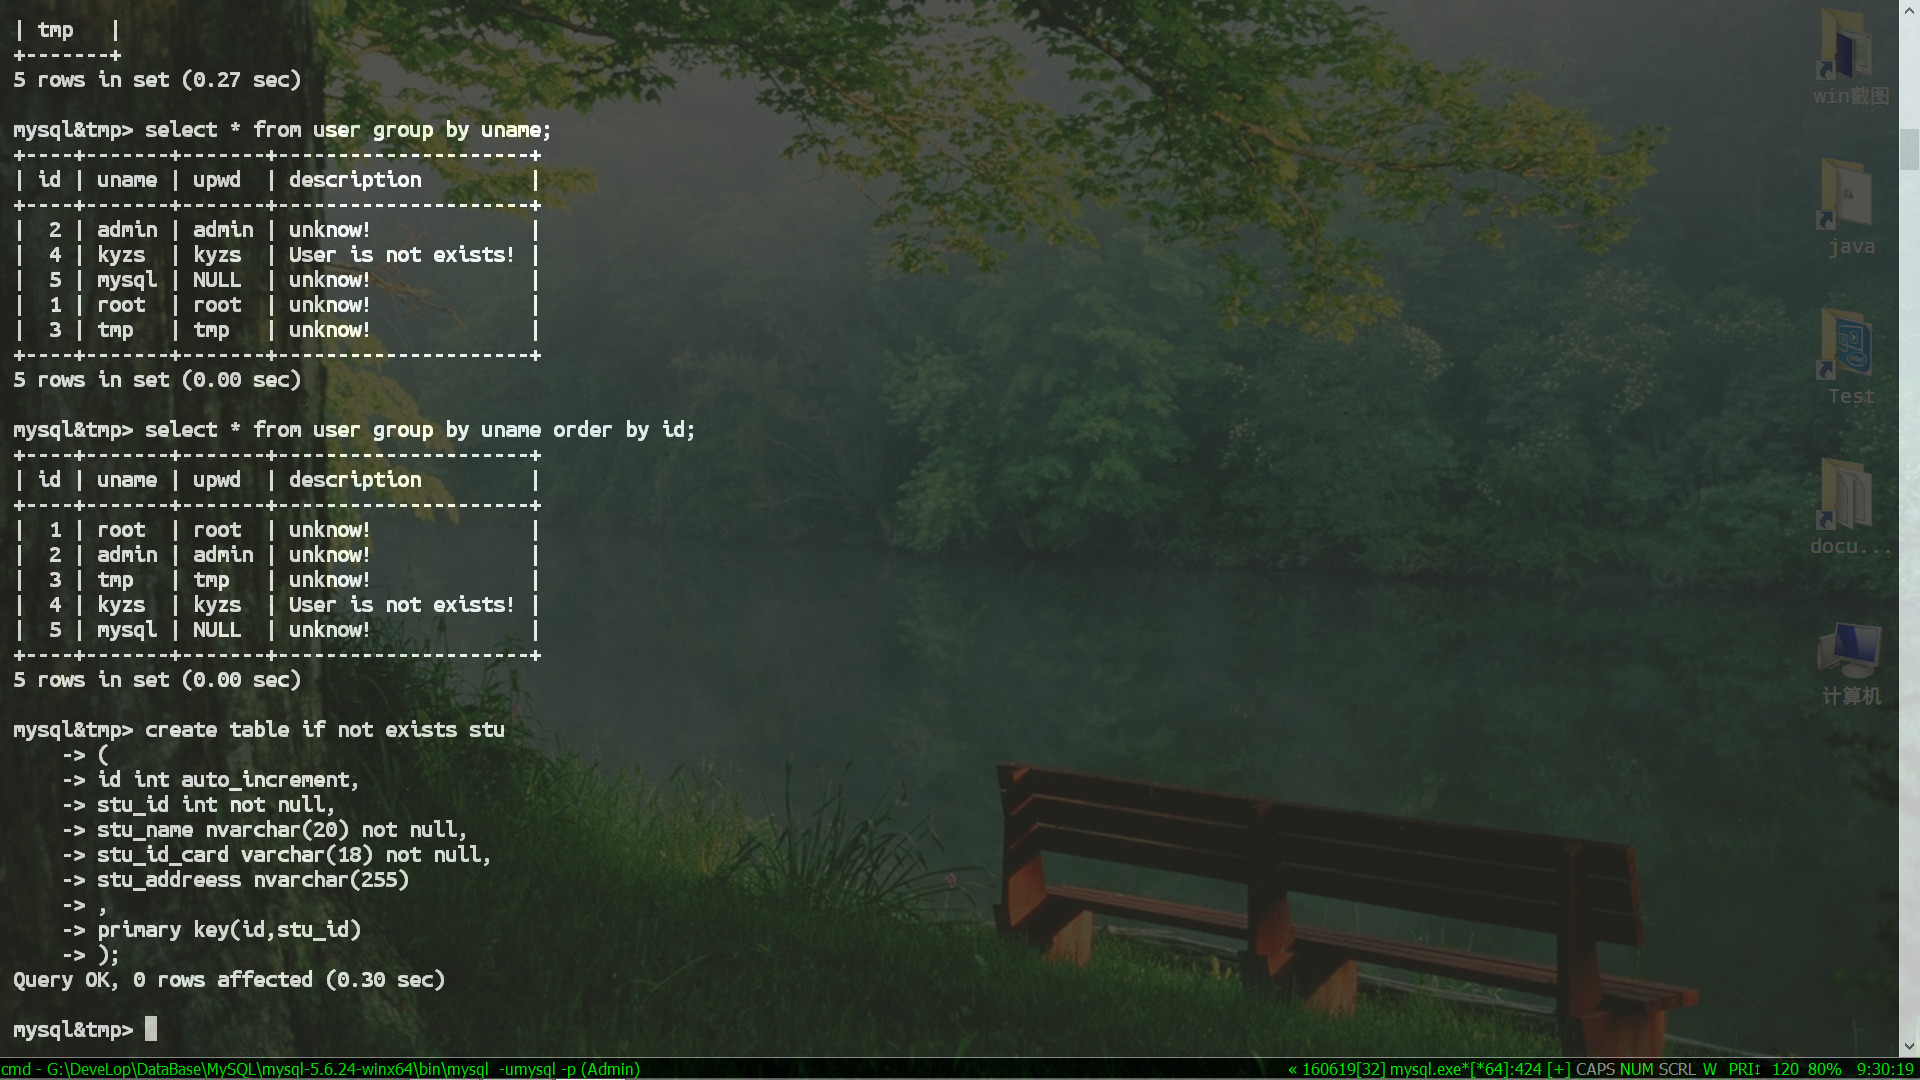 | tmp   |
+-------+
5 rows in set (0.27 sec)
mysql&tmp> select * from user group by uname;
+----+-------+-------+---------------------+
| id | uname | upwd  | description         |
+----+-------+-------+---------------------+
|  2 | admin | admin | unknow!             |
|  4 | kyzs  | kyzs  | User is not exists! |
|  5 | mysql | NULL  | unknow!             |
|  1 | root  | root  | unknow!             |
|  3 | tmp   | tmp   | unknow!             |
+----+-------+-------+---------------------+
5 rows in set (0.00 sec)
mysql&tmp> select * from user group by uname order by id;
+----+-------+-------+---------------------+
| id | uname | upwd  | description         |
+----+-------+-------+---------------------+
|  1 | root  | root  | unknow!             |
|  2 | admin | admin | unknow!             |
|  3 | tmp   | tmp   | unknow!             |
|  4 | kyzs  | kyzs  | User is not exists! |
|  5 | mysql | NULL  | unknow!             |
+----+-------+-------+---------------------+
5 rows in set (0.00 sec)
mysql&tmp> create table if not exists stu
    -> (
    -> id int auto_increment,
    -> stu_id int not null,
    -> stu_name nvarchar(20) not null,
    -> stu_id_card varchar(18) not null,
    -> stu_addreess nvarchar(255)
    -> ,
    -> primary key(id,stu_id)
    -> );
Query OK, 0 rows affected (0.30 sec)
mysql&tmp>
win截图
java
Test
docu...
计算机
cmd - G:\DeveLop\DataBase\MySQL\mysql-5.6.24-winx64\bin\mysql  -umysql -p (Admin)
« 160619[32] mysql.exe*[*64]:424 [+] CAPS NUM SCRL W PRI↕ 120 80% 9:30:19